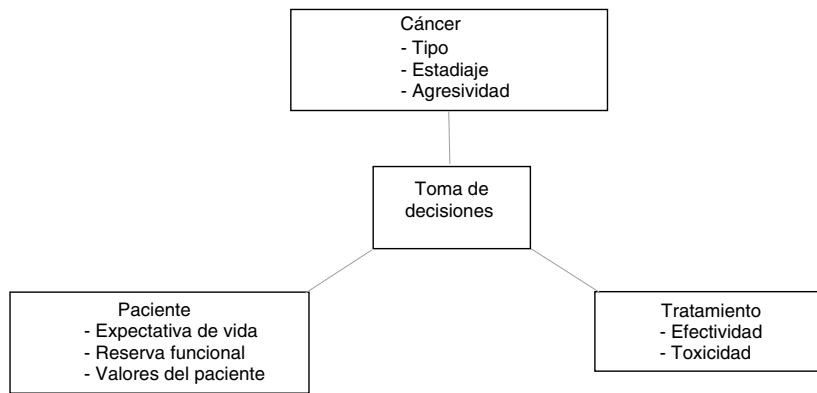 Cáncer
- Tipo
- Estadiaje
- Agresividad
Toma de
decisiones
Paciente
- Expectativa de vida
- Reserva funcional
- Valores del paciente
Tratamiento
- Efectividad
- Toxicidad